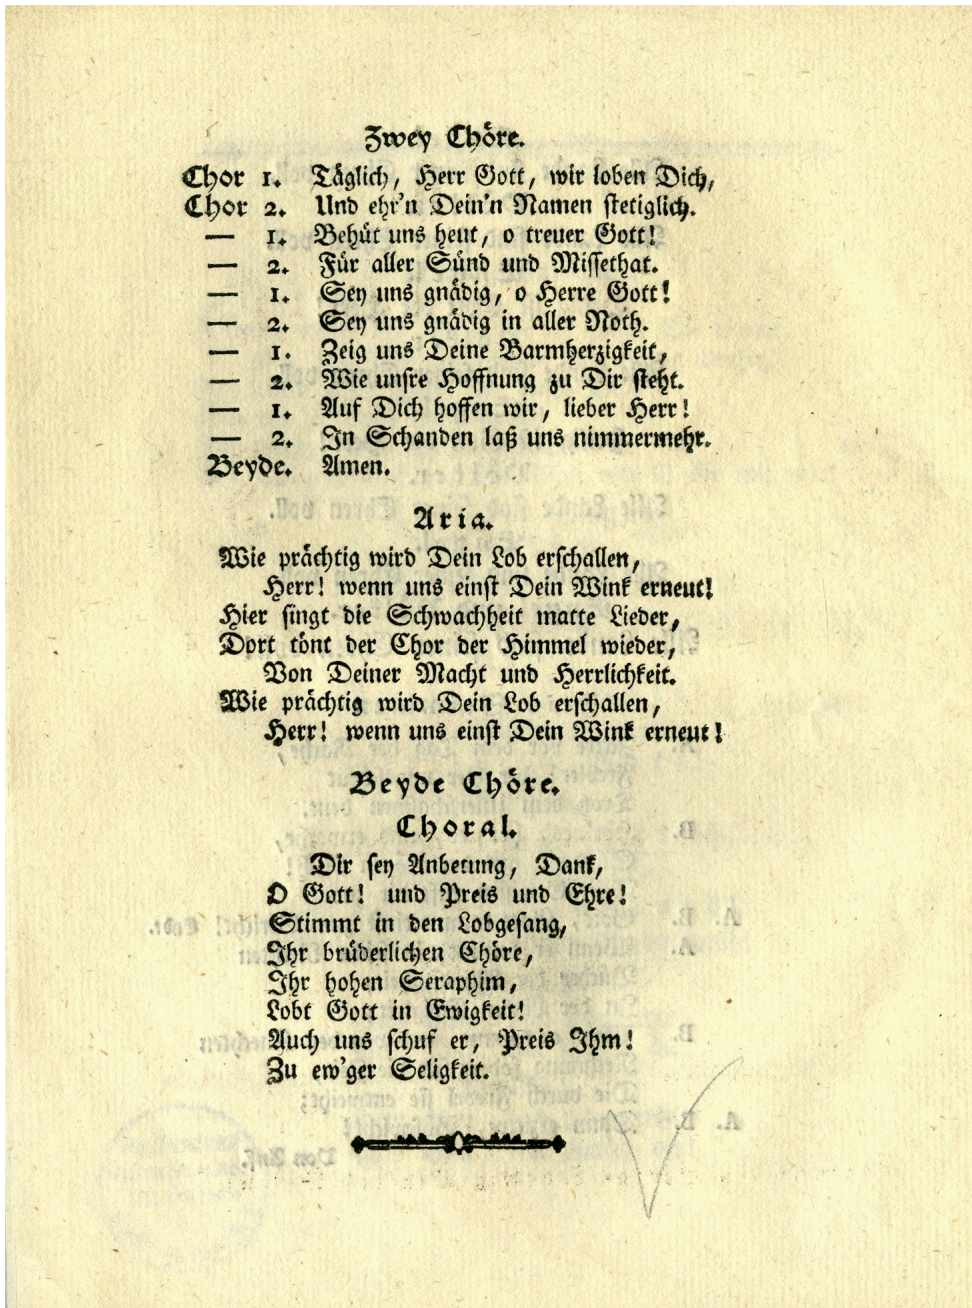 Zwey Chöre.
Chor 1. Täglich, Herr Gott, wir loben Dich,
Chor 2. Und ehr'n Dein'n Namen stetiglich.
— 1. Behüt uns heut, o treuer Gott!
— 2. Für aller Sünd und Missethat.
— 1. Sey uns gnädig, o Herre Gott!
— 2. Sey uns gnädig in aller Noth.
— 1. Zeig uns Deine Barmherzigkeit,
— 2. Wie unsre Hoffnung zu Dir steht.
— 1. Auf Dich hoffen wir, lieber Herr!
— 2. In Schanden laß uns nimmermehr.
Beyde. Amen.
Aria.
Wie prächtig wird Dein Lob erschallen,
Herr! wenn uns einst Dein Wink erneut!
Hier singt die Schwachheit matte Lieder,
Dort tönt der Chor der Himmel wieder,
Von Deiner Macht und Herrlichkeit.
Wie prächtig wird Dein Lob erschallen,
Herr! wenn uns einst Dein Wink erneut!
Beyde Chöre.
Choral.
Dir sey Anbetung, Dank,
O Gott! und Preis und Ehre!
Stimmt in den Lobgesang,
Ihr brüderlichen Chöre,
Ihr hohen Seraphim,
Lobt Gott in Ewigkeit!
Auch uns schuf er, Preis Ihm!
Zu ew'ger Seligkeit.